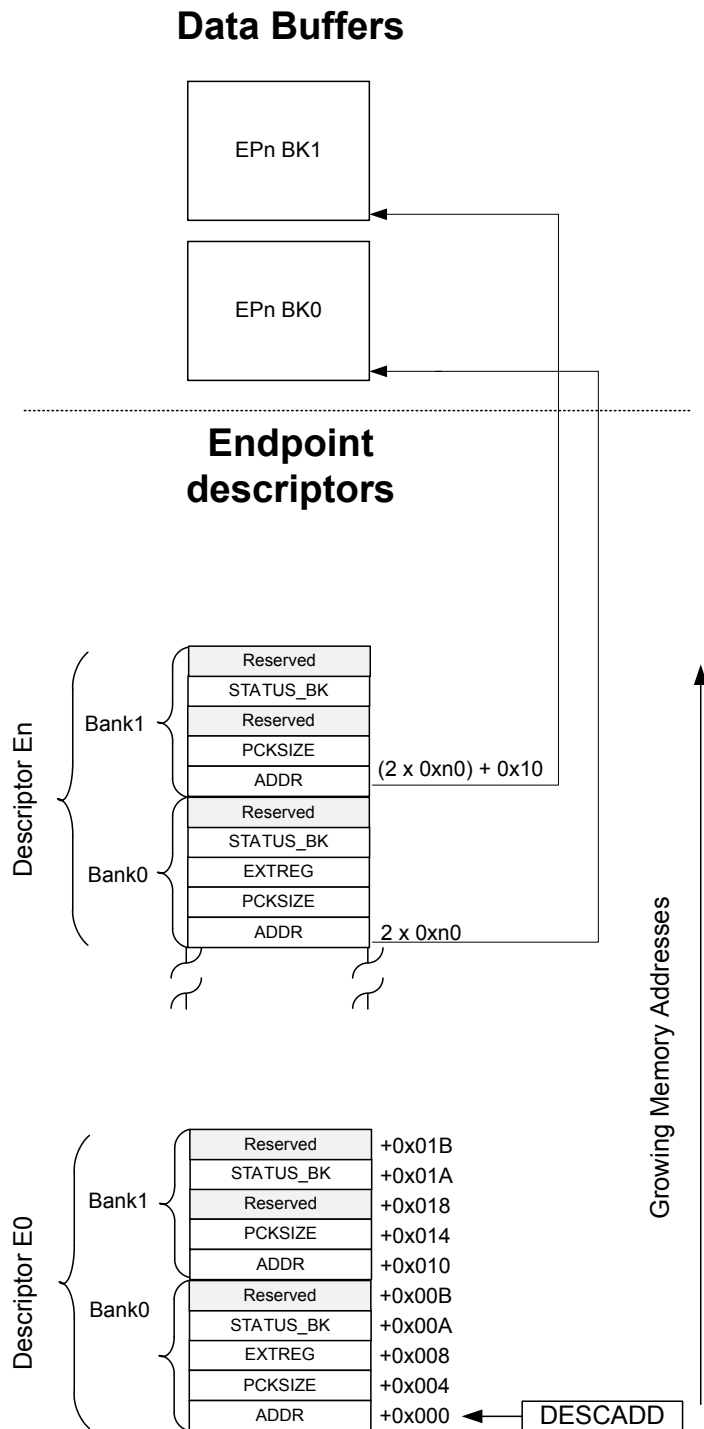 Data Buffers
EPn BK1
EPn BK0
Endpoint
descriptors
Descriptor En
Bank1
Reserved
STATUS_BK
Reserved
PCKSIZE
ADDR (2 x 0xn0) + 0x10
Bank0
Reserved
STATUS_BK
EXTREG
PCKSIZE
ADDR 2 x 0xn0
Growing Memory Addresses
Descriptor E0
Bank1
Reserved +0x01B
STATUS_BK +0x01A
Reserved +0x018
PCKSIZE +0x014
ADDR +0x010
Bank0
Reserved +0x00B
STATUS_BK +0x00A
EXTREG +0x008
PCKSIZE +0x004
ADDR +0x000 DESCADD